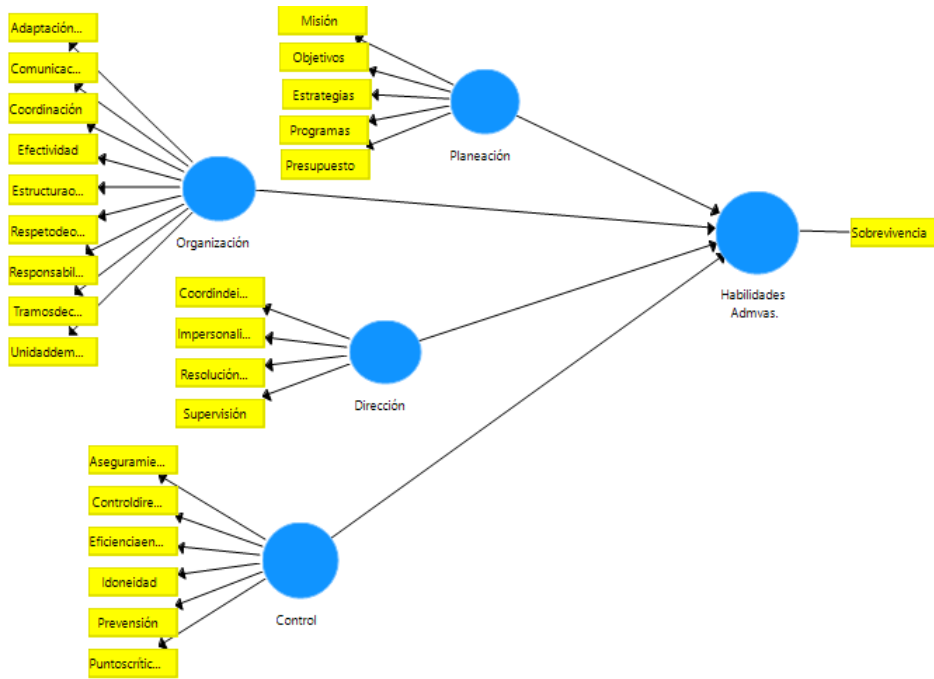 Adaptación...
Comunicac...
Coordinación
Efectividad
Estructurao...
Respetodeo...
Responsabil...
Tramosdec...
Unidaddem...
Organización
Misión
Objetivos
Estrategias
Programas
Presupuesto
Planeación
Coordindei...
Impersonali...
Resolución...
Supervisión
Dirección
Aseguramie...
Controldire...
Eficienciaen...
Idoneidad
Prevensión
Puntoscrític...
Control
Habilidades
Admvas.
Sobrevivencia